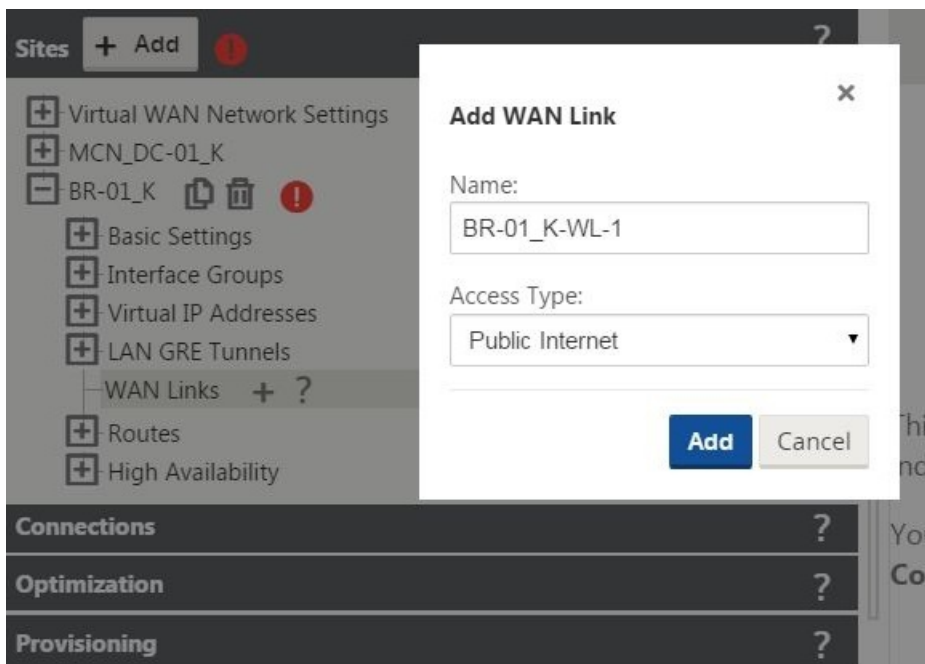 Sites + Add ! ?
+ Virtual WAN Network Settings
+ MCN_DC-01_K
− BR-01_K !
+ Basic Settings
+ Interface Groups
+ Virtual IP Addresses
+ LAN GRE Tunnels
WAN Links + ?
+ Routes
+ High Availability
Connections ?
Optimization ?
Provisioning ?
×
Add WAN Link
Name:
BR-01_K-WL-1
Access Type:
Public Internet ▾
Add Cancel